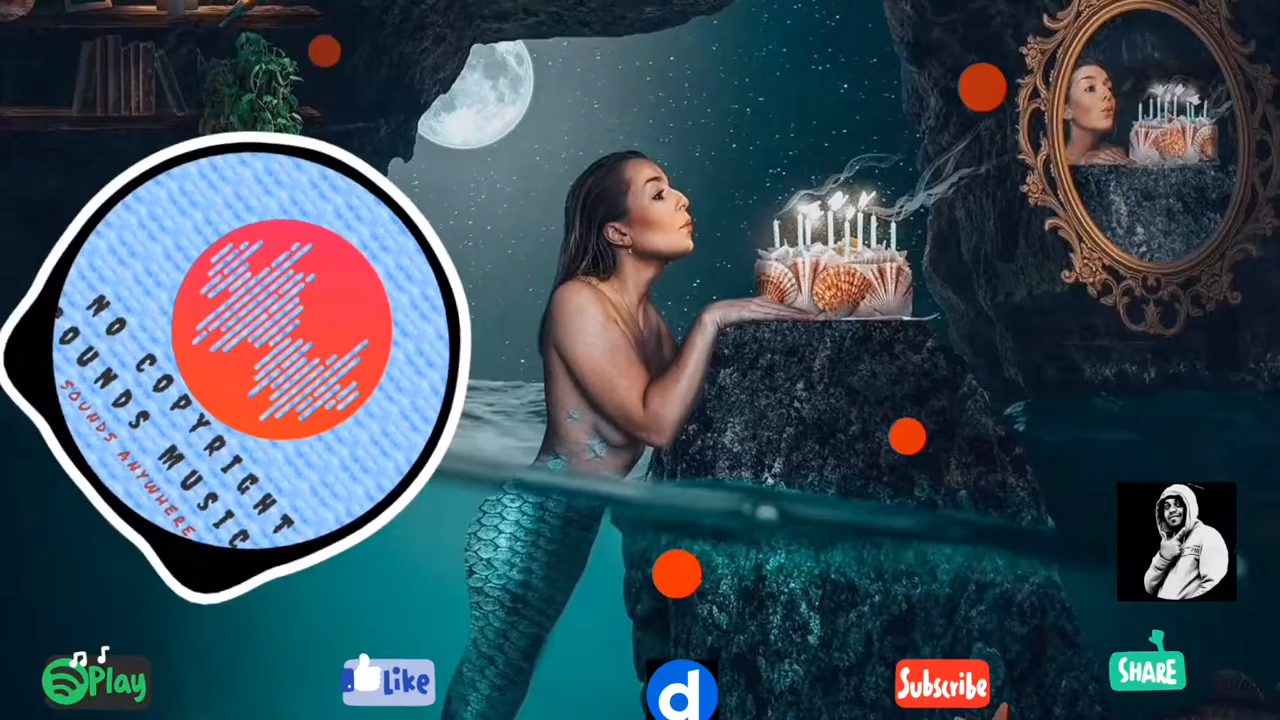 NO COPYRIGHT
SOUNDS MUSIC
SOUNDS ANYWHERE
Play
Like
d
Subscribe
SHARE